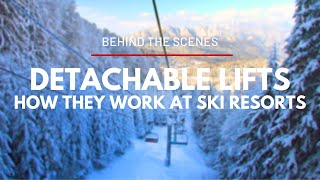 BEHIND THE SCENES
DETACHABLE LIFTS
HOW THEY WORK AT SKI RESORTS